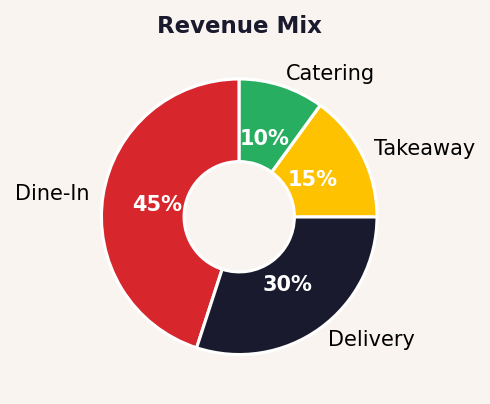 Revenue Mix
Catering
10%
Takeaway
15%
Dine-In
45%
30%
Delivery